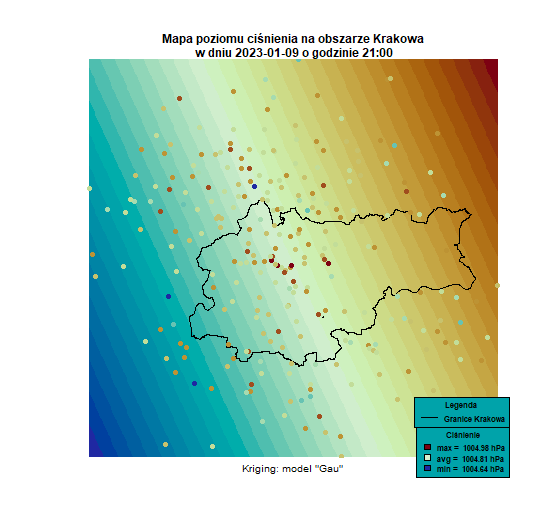 Mapa poziomu ciśnienia na obszarze Krakowa
w dniu 2023-01-09 o godzinie 21:00
Legenda
Granice Krakowa
Ciśnienie
max = 1004.98 hPa
avg = 1004.81 hPa
min = 1004.64 hPa
Kriging: model "Gau"